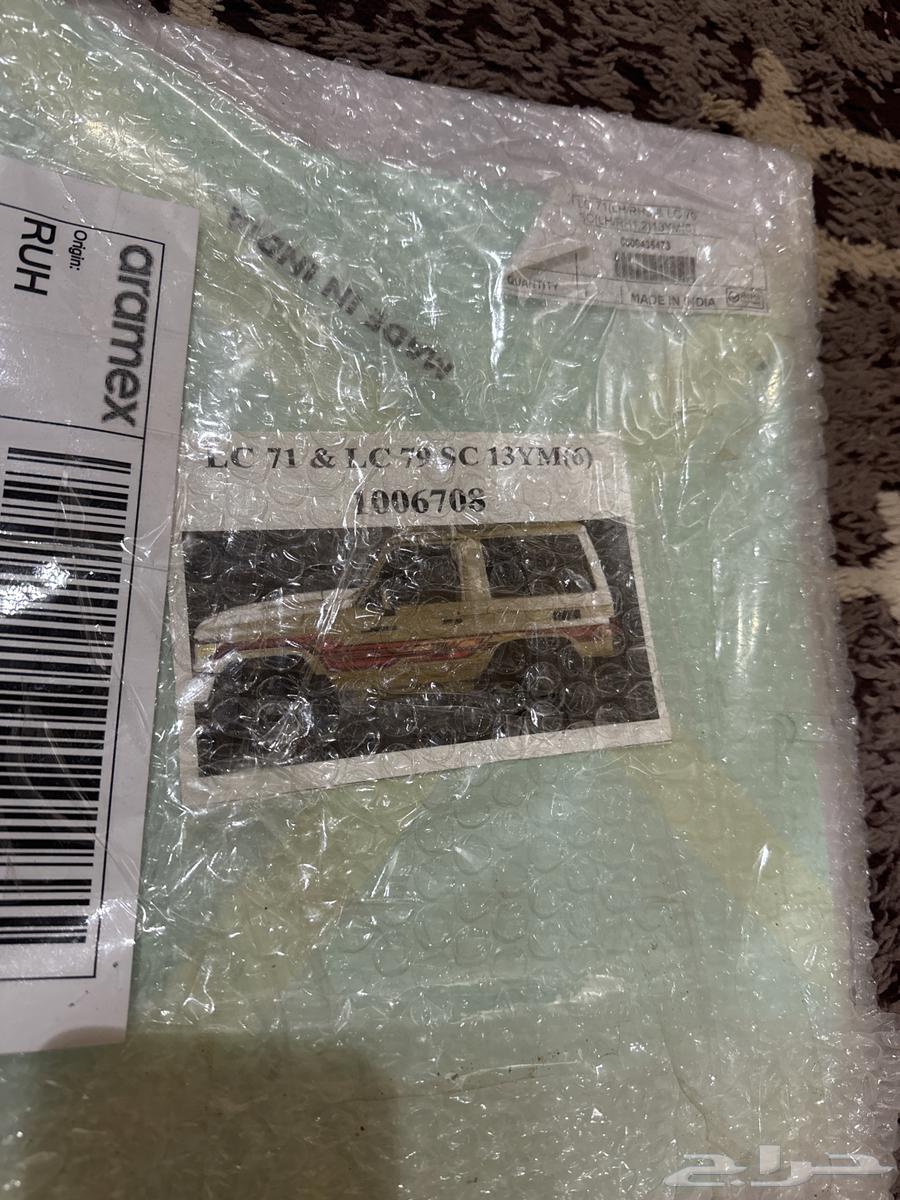 aramex
Origin:
RUH
MADE IN INDIA
QUANTITY
MADE IN INDIA
LC 71 & LC 79 SC 13YM(6)
1006708
حراج